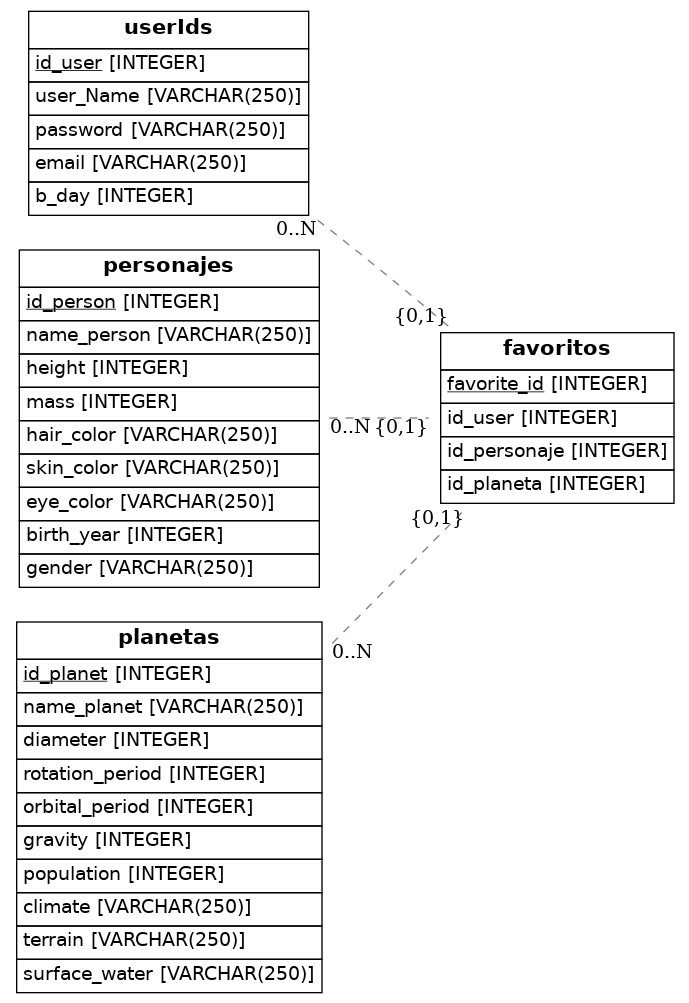 userIds
id_user [INTEGER]
user_Name [VARCHAR(250)]
password [VARCHAR(250)]
email [VARCHAR(250)]
b_day [INTEGER]
0..N
{0,1}
personajes
id_person [INTEGER]
name_person [VARCHAR(250)]
height [INTEGER]
mass [INTEGER]
hair_color [VARCHAR(250)]
skin_color [VARCHAR(250)]
eye_color [VARCHAR(250)]
birth_year [INTEGER]
gender [VARCHAR(250)]
0..N {0,1}
favoritos
favorite_id [INTEGER]
id_user [INTEGER]
id_personaje [INTEGER]
id_planeta [INTEGER]
{0,1}
0..N
planetas
id_planet [INTEGER]
name_planet [VARCHAR(250)]
diameter [INTEGER]
rotation_period [INTEGER]
orbital_period [INTEGER]
gravity [INTEGER]
population [INTEGER]
climate [VARCHAR(250)]
terrain [VARCHAR(250)]
surface_water [VARCHAR(250)]